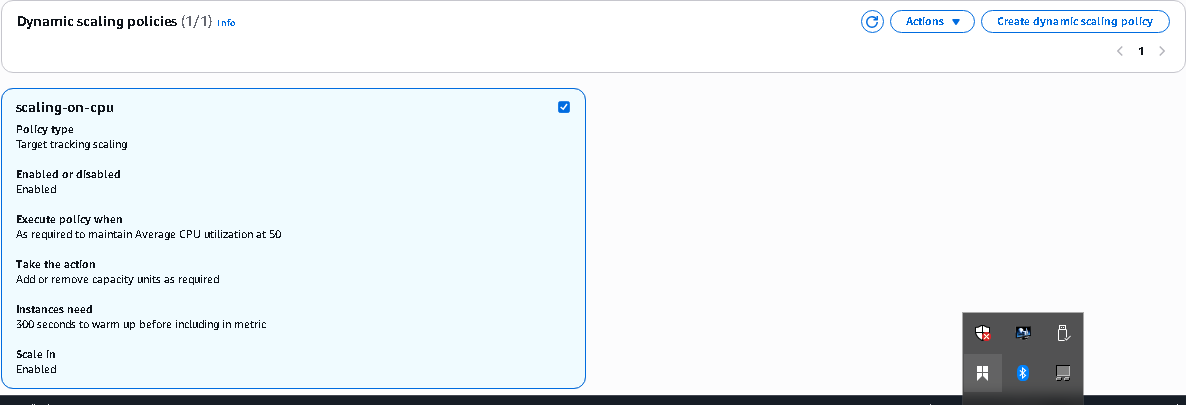 Dynamic scaling policies (1/1) Info
Actions
Create dynamic scaling policy
1
scaling-on-cpu
Policy type
Target tracking scaling
Enabled or disabled
Enabled
Execute policy when
As required to maintain Average CPU utilization at 50
Take the action
Add or remove capacity units as required
Instances need
300 seconds to warm up before including in metric
Scale in
Enabled